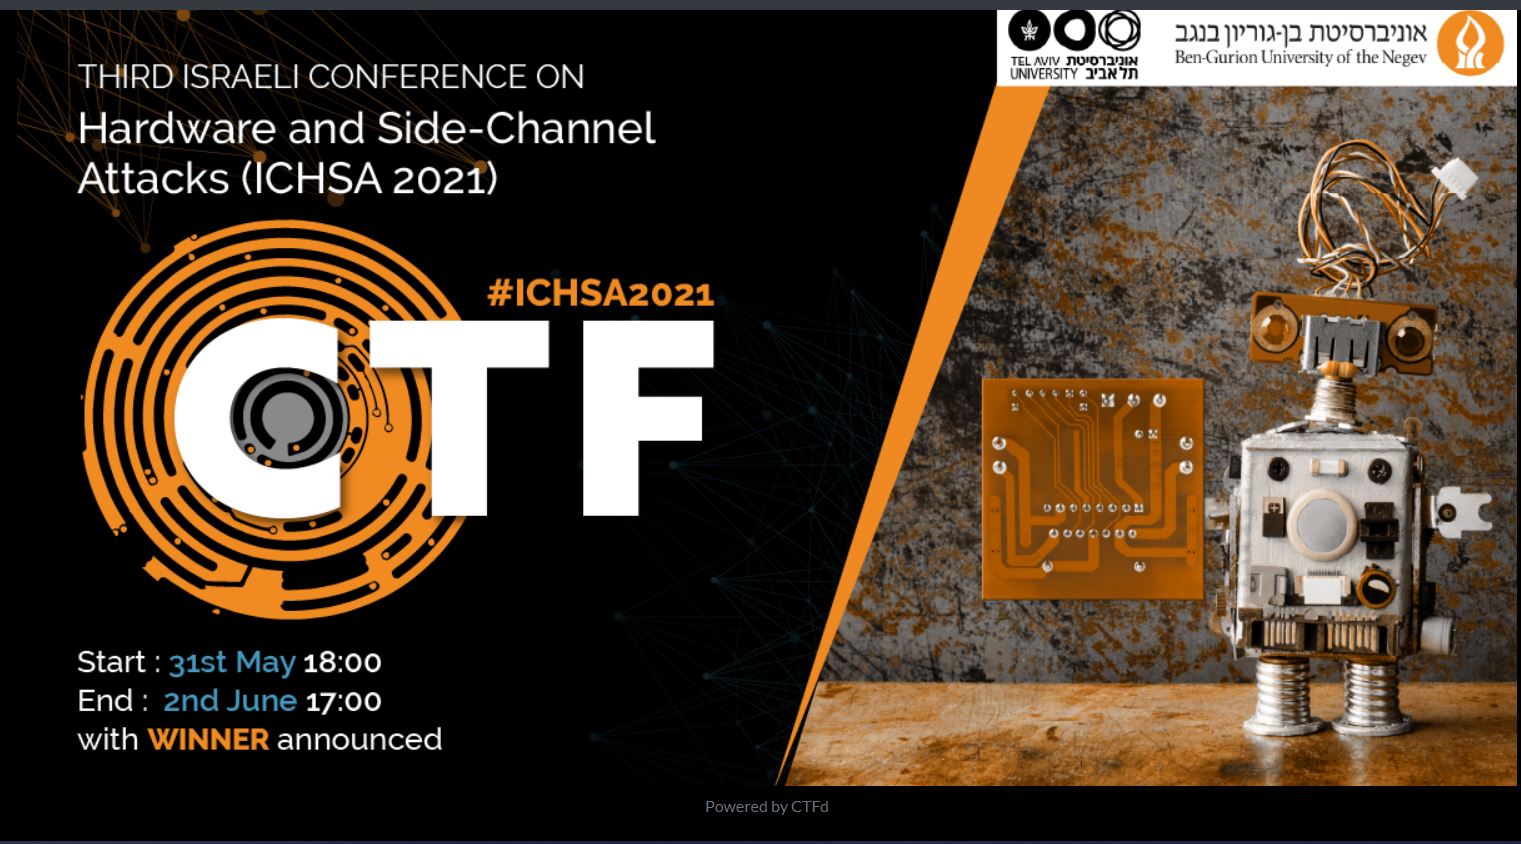 TEL AVIV אוניברסיטת
UNIVERSITY תל אביב
אוניברסיטת בן-גוריון בנגב
Ben-Gurion University of the Negev
THIRD ISRAELI CONFERENCE ON
Hardware and Side-Channel
Attacks (ICHSA 2021)
#ICHSA2021
CTF
Start : 31st May 18:00
End : 2nd June 17:00
with WINNER announced
Powered by CTFd